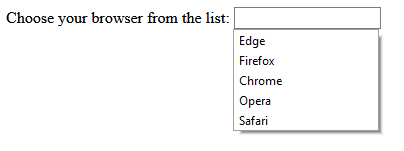 Choose your browser from the list:
Edge
Firefox
Chrome
Opera
Safari